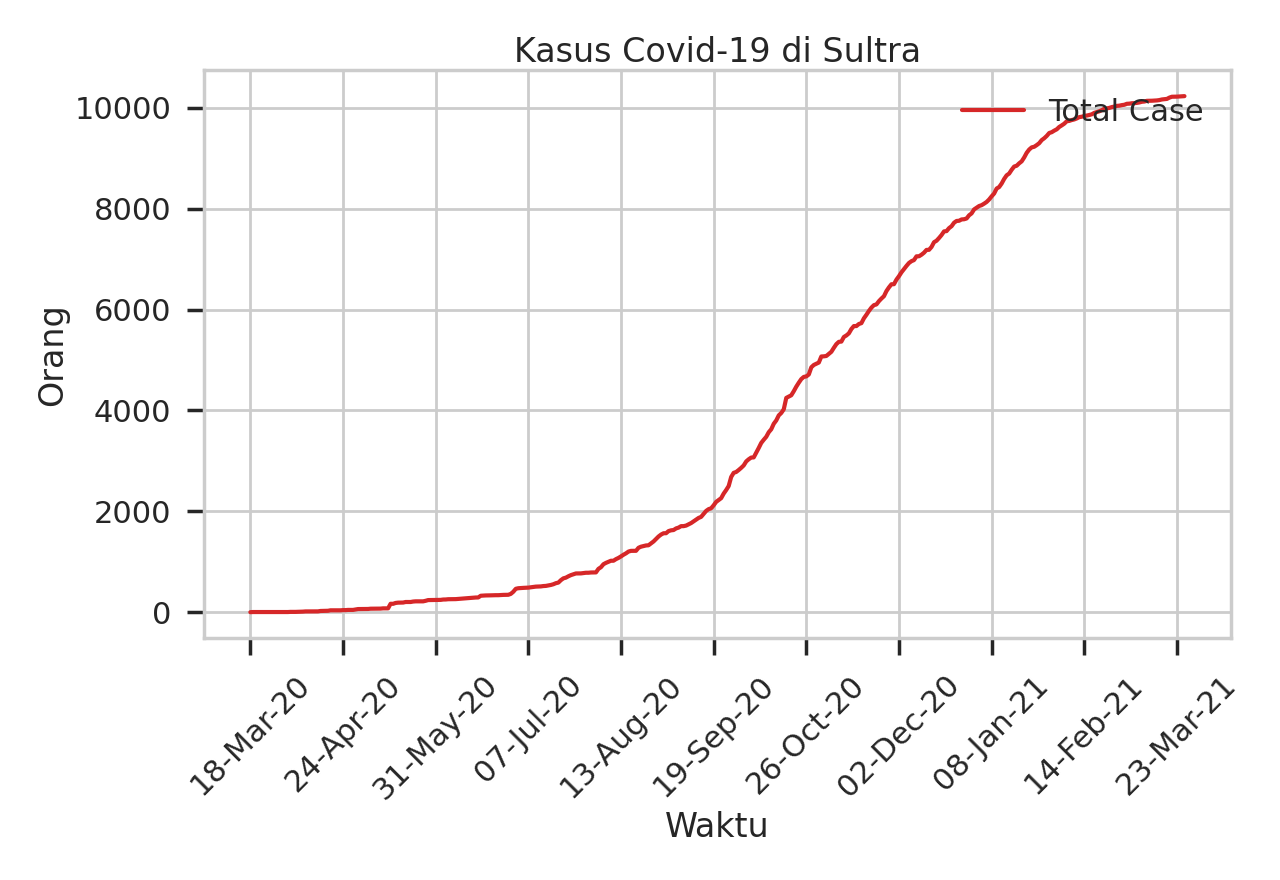 Kasus Covid-19 di Sultra
Total Case
Orang
10000
8000
6000
4000
2000
0
18-Mar-20
24-Apr-20
31-May-20
07-Jul-20
13-Aug-20
19-Sep-20
26-Oct-20
02-Dec-20
08-Jan-21
14-Feb-21
23-Mar-21
Waktu